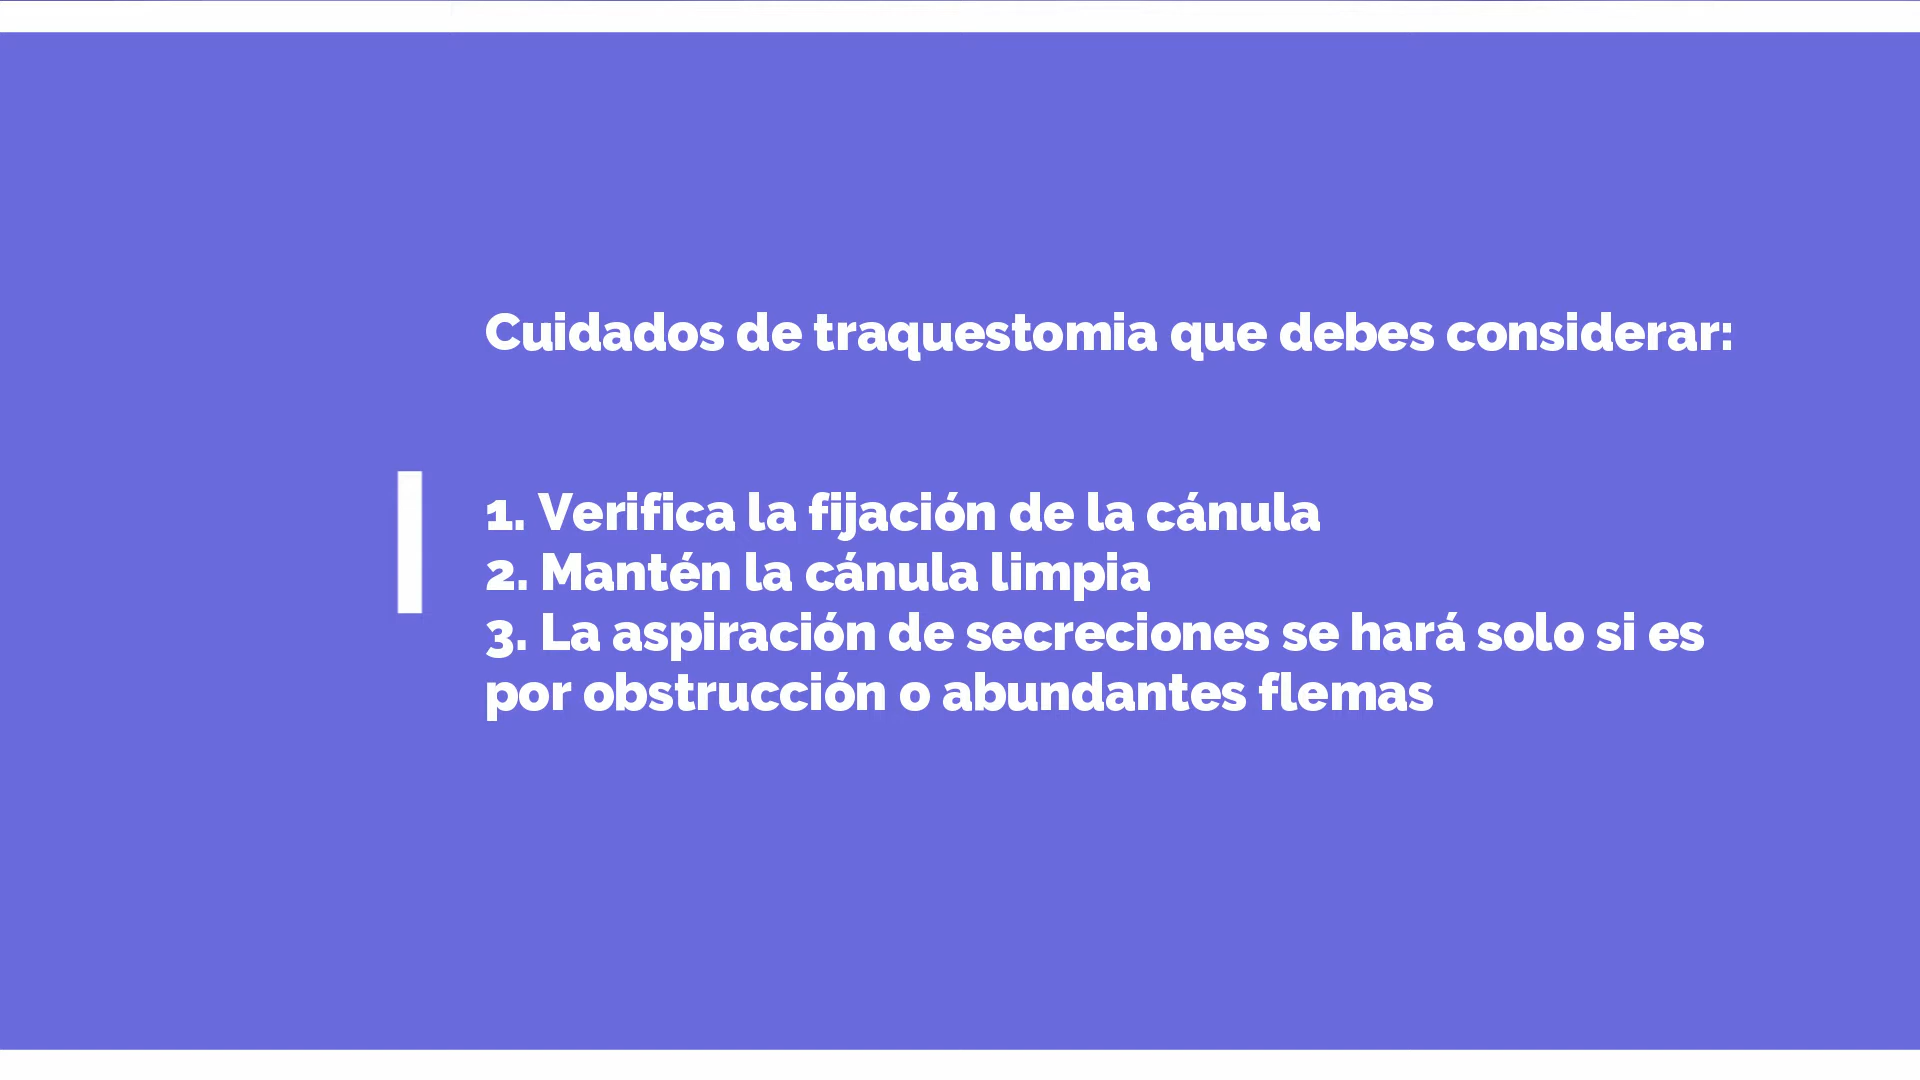 Cuidados de traquestomia que debes considerar:
1. Verifica la fijación de la cánula
2. Mantén la cánula limpia
3. La aspiración de secreciones se hará solo si es
por obstrucción o abundantes flemas